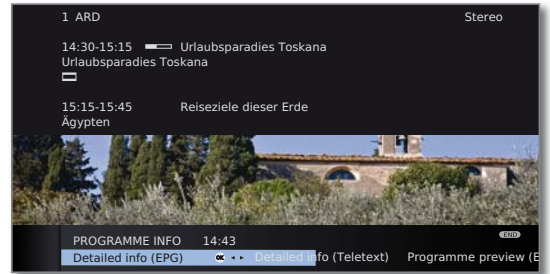 1 ARD Stereo
14:30-15:15 Urlaubsparadies Toskana
Urlaubsparadies Toskana
15:15-15:45 Reiseziele dieser Erde
Ägypten
END
PROGRAMME INFO 14:43
Detailed info (EPG) OK Detailed info (Teletext) Programme preview (E